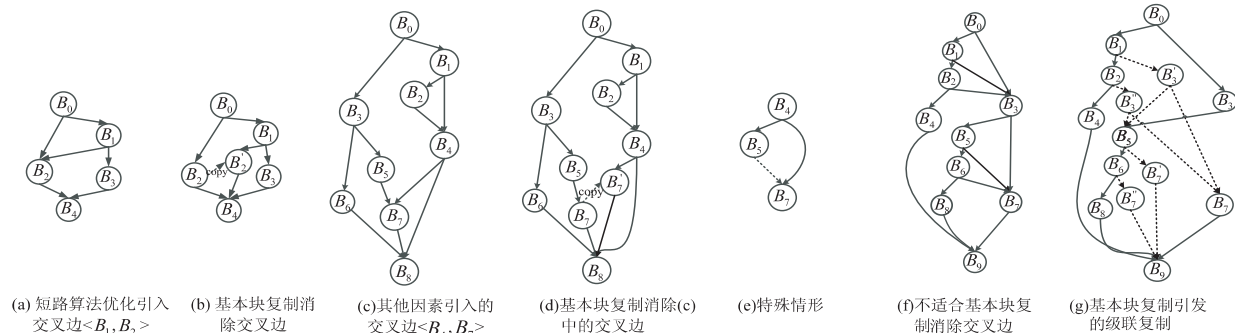 B₀
B₁
B₂
B₃
B₄
(a) 短路算法优化引入
交叉边<B₁,B₂>
B₀
B₁
B₂
copy
B₂'
B₃
B₄
(b) 基本块复制消
除交叉边
B₀
B₁
B₂
B₃
B₄
B₅
B₆
B₇
B₈
(c)其他因素引入的
交叉边
B₀
B₁
B₂
B₃
B₄
B₅
B₇'
copy
B₆
B₇
B₈
(d)基本块复制消除(c)
中的交叉边
B₄
B₅
B₇
(e)特殊情形
B₀
B₁
B₂
B₃
B₄
B₅
B₆
B₇
B₈
B₉
(f)不适合基本块复
制消除交叉边
B₀
B₁
B₂
B₃'
B₃''
B₃
B₄
B₅
B₆
B₇'
B₇''
B₇
B₈
B₉
(g)基本块复制引发
的级联复制